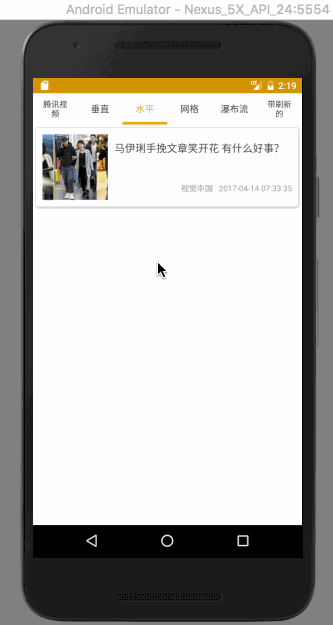 Android Emulator - Nexus_5X_API_24:5554
2:19
腾讯视频
垂直
水平
网格
瀑布流
带刷新的
马伊琍手挽文章笑开花 有什么好事?
视觉中国 2017-04-14 07:33:35